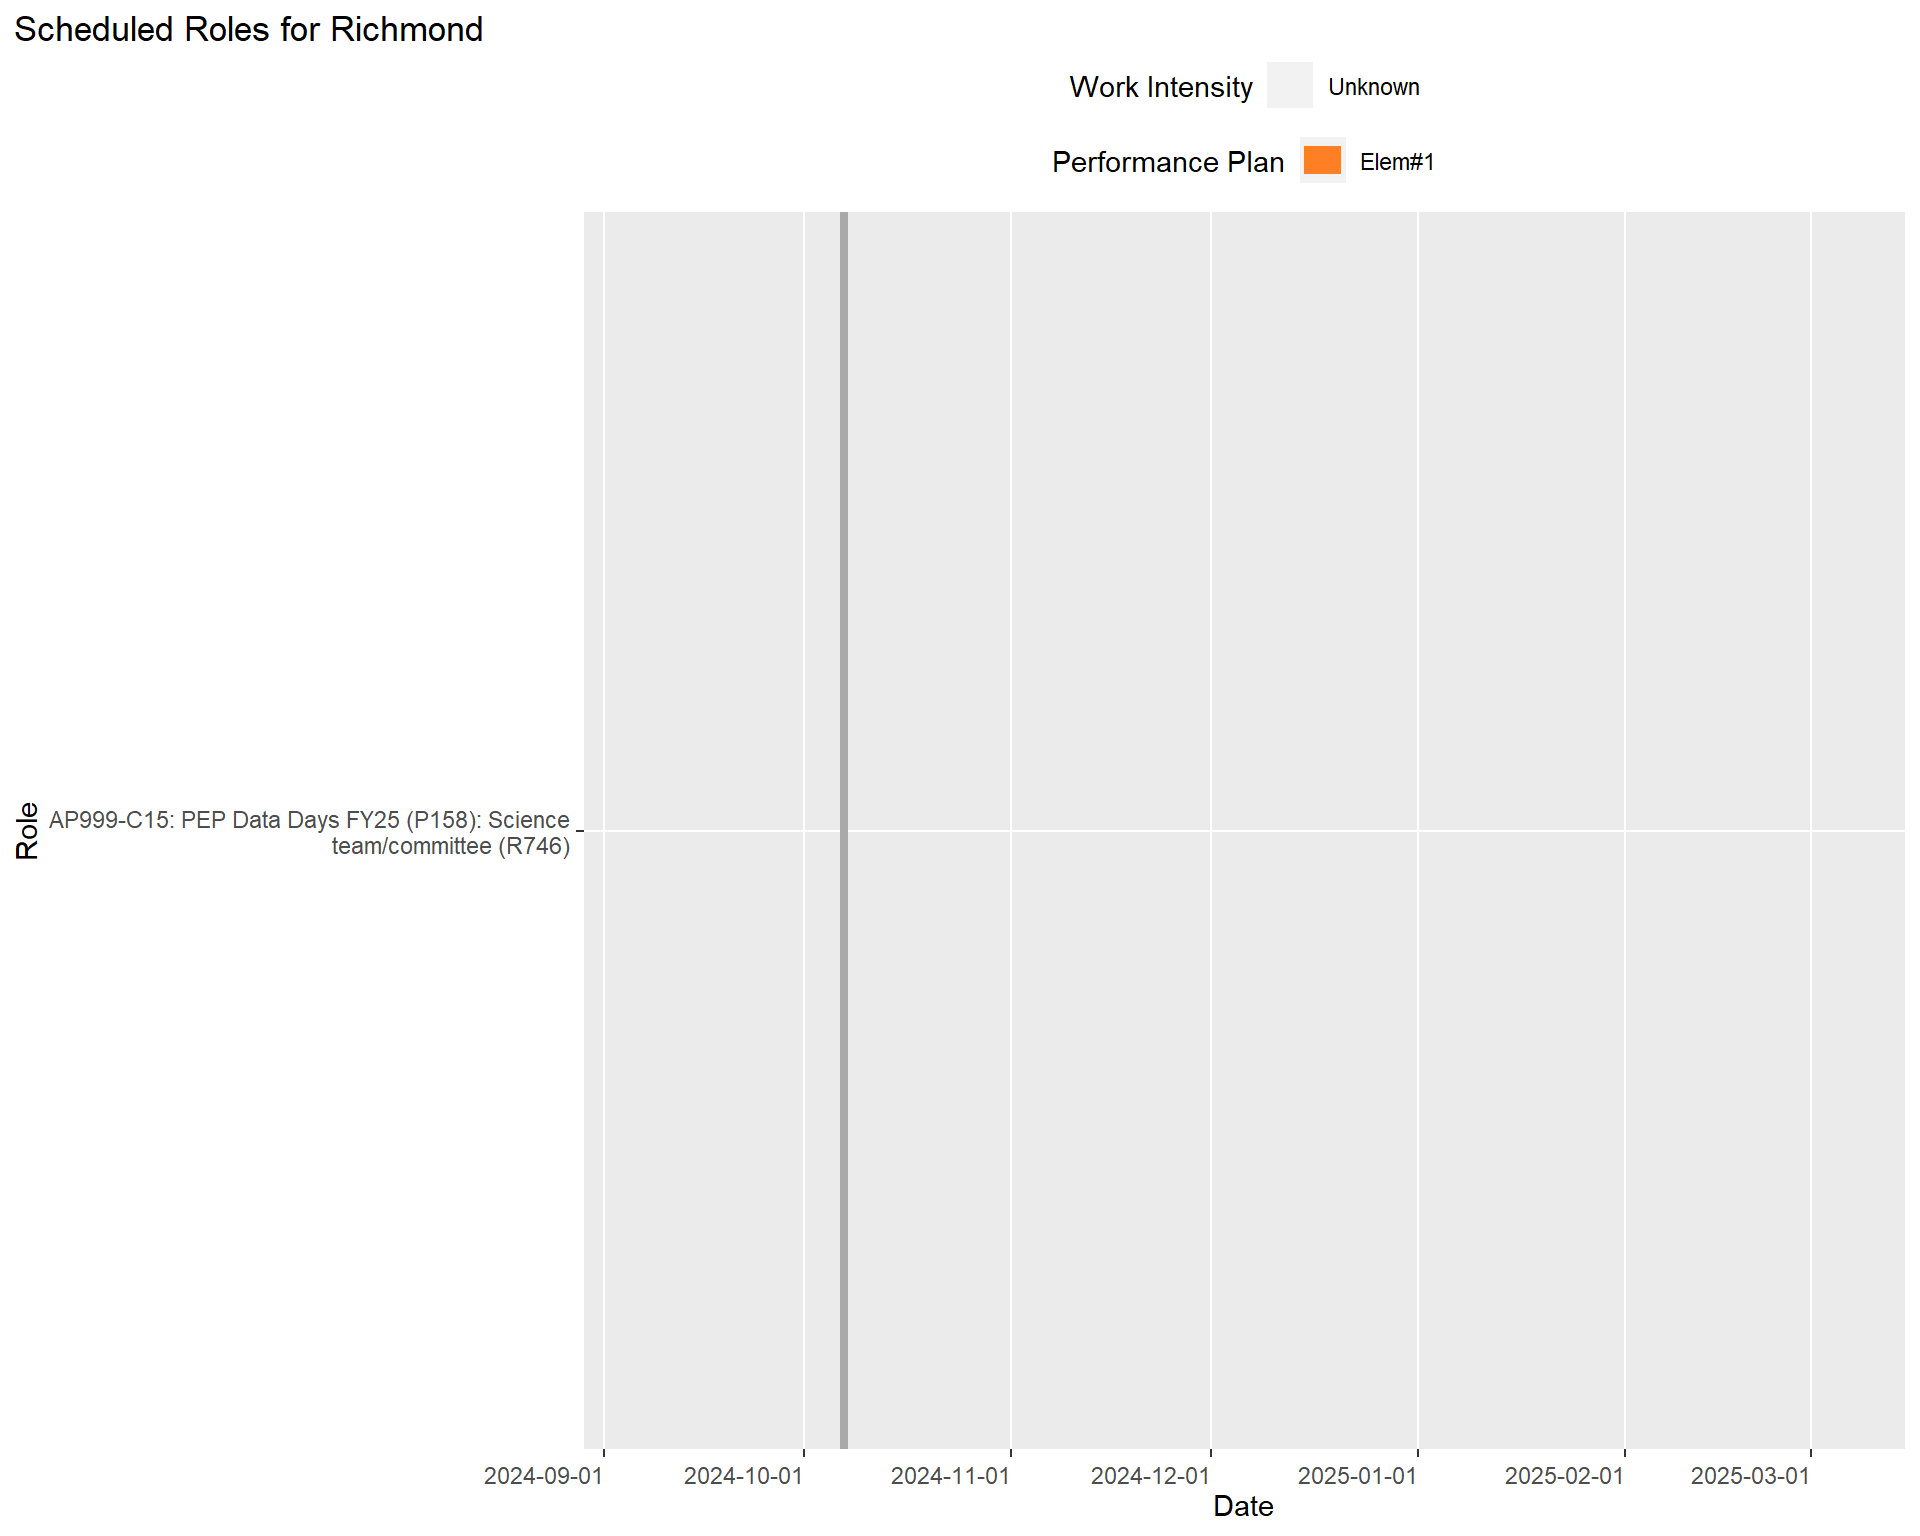 Scheduled Roles for Richmond
Work Intensity Unknown
Performance Plan Elem#1
Role
AP999-C15: PEP Data Days FY25 (P158): Science
team/committee (R746)
2024-09-01 2024-10-01 2024-11-01 2024-12-01 2025-01-01 2025-02-01 2025-03-01
Date